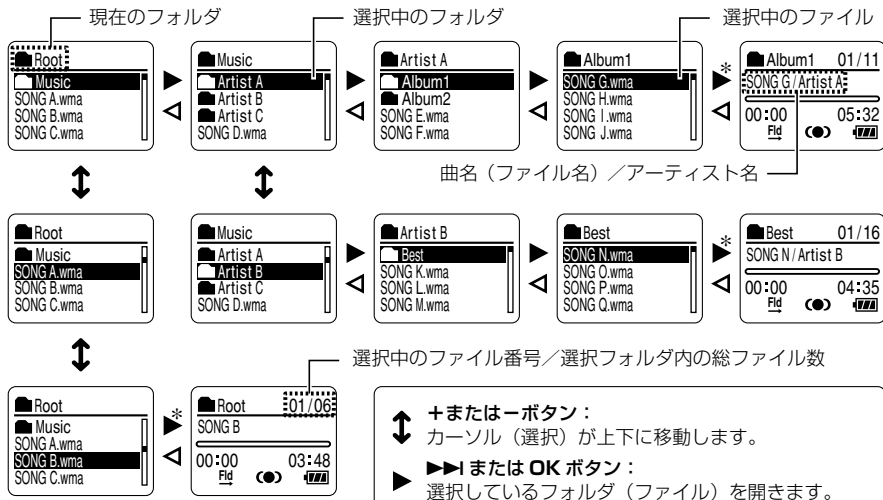 現在のフォルダ
選択中のフォルダ
選択中のファイル
Root
Music
SONG A.wma
SONG B.wma
SONG C.wma
Music
Artist A
Artist B
Artist C
SONG D.wma
Artist A
Album1
Album2
SONG E.wma
SONG F.wma
Album1
SONG G.wma
SONG H.wma
SONG I.wma
SONG J.wma
*
Album1 01/11
SONG G/Artist A
00:00 05:32
Fld
曲名（ファイル名）／アーティスト名
Root
Music
SONG A.wma
SONG B.wma
SONG C.wma
Music
Artist A
Artist B
Artist C
SONG D.wma
Artist B
Best
SONG K.wma
SONG L.wma
SONG M.wma
Best
SONG N.wma
SONG O.wma
SONG P.wma
SONG Q.wma
*
Best 01/16
SONG N/Artist B
00:00 04:35
Fld
選択中のファイル番号／選択フォルダ内の総ファイル数
Root
Music
SONG A.wma
SONG B.wma
SONG C.wma
*
Root 01/06
SONG B
00:00 03:48
Fld
＋または－ボタン：
カーソル（選択）が上下に移動します。
▶▶I または OK ボタン：
選択しているフォルダ（ファイル）を開きます。